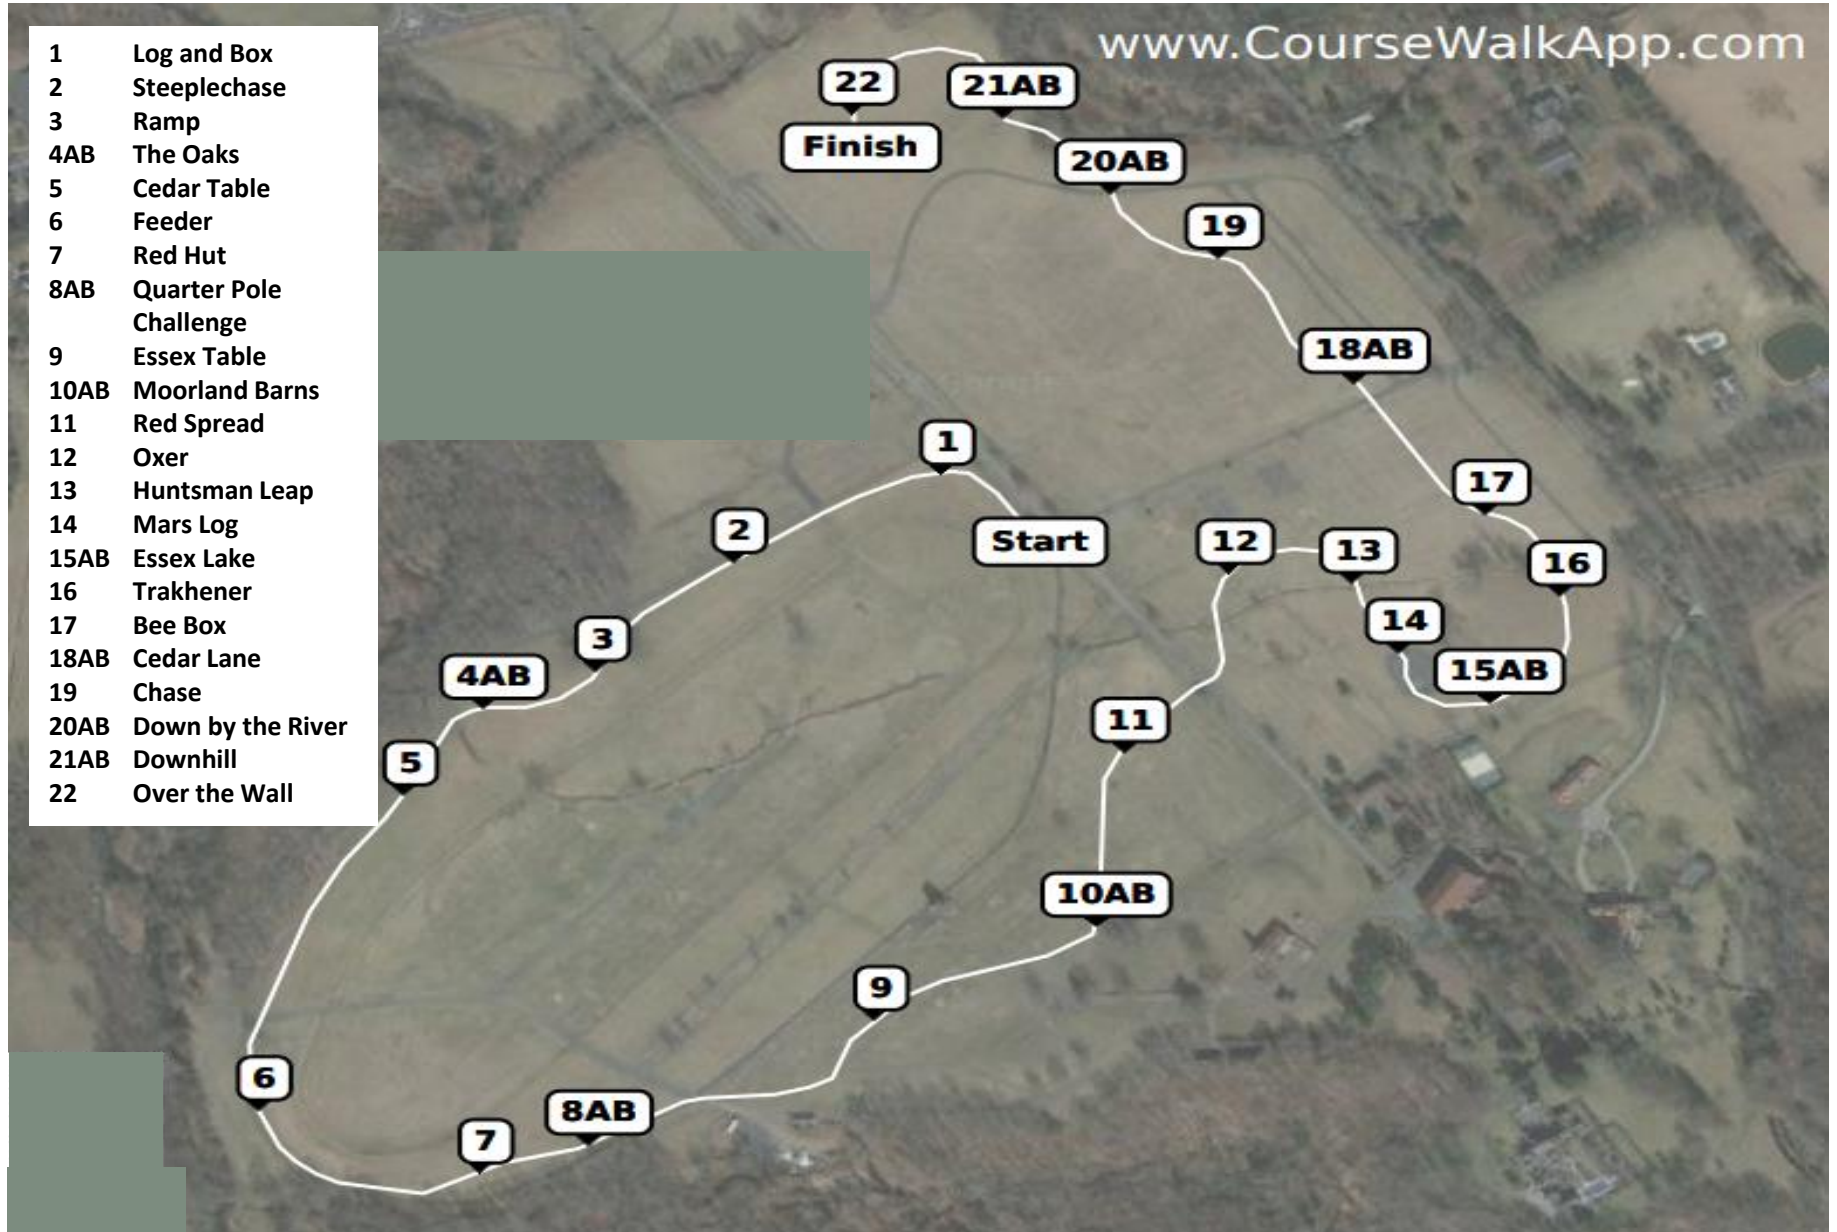 www.CourseWalkApp.com
1 Log and Box
2 Steeplechase
3 Ramp
4AB The Oaks
5 Cedar Table
6 Feeder
7 Red Hut
8AB Quarter Pole
Challenge
9 Essex Table
10AB Moorland Barns
11 Red Spread
12 Oxer
13 Huntsman Leap
14 Mars Log
15AB Essex Lake
16 Trakhener
17 Bee Box
18AB Cedar Lane
19 Chase
20AB Down by the River
21AB Downhill
22 Over the Wall
22
21AB
Finish
20AB
19
18AB
1
17
2
Start
12
13
16
14
3
15AB
4AB
11
5
10AB
9
6
8AB
7